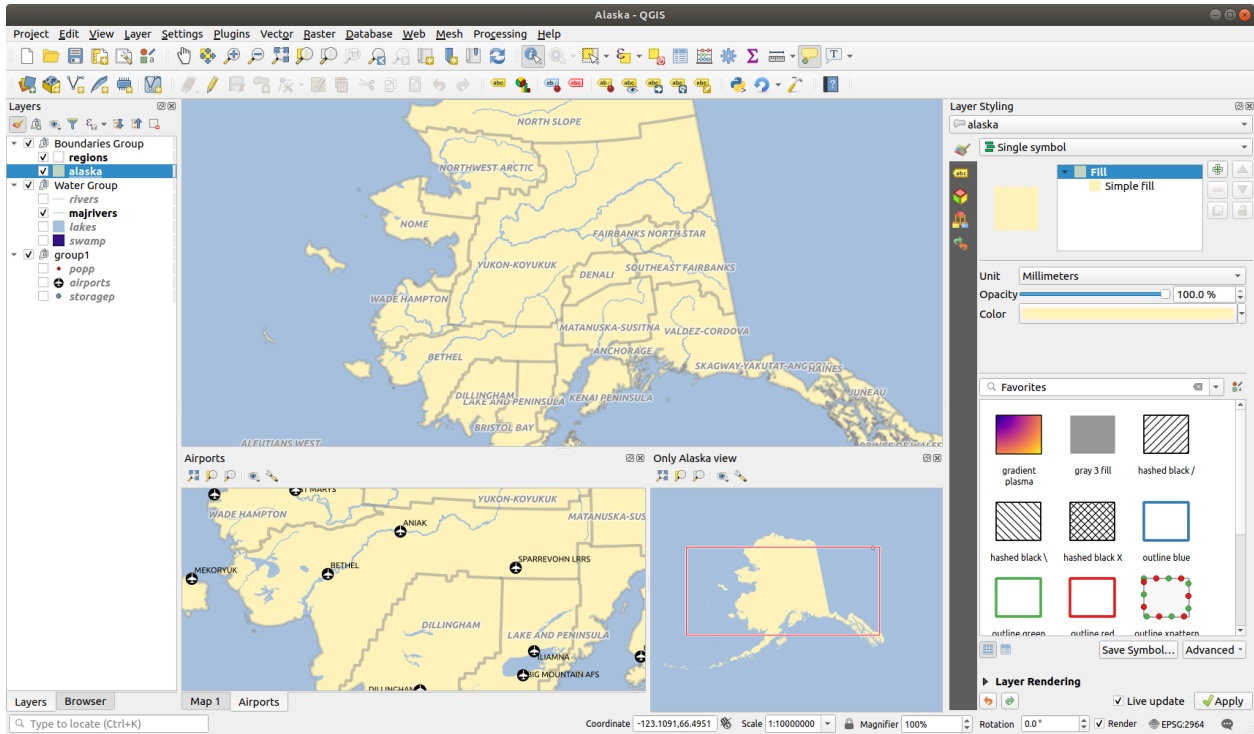 Alaska - QGIS
Project Edit View Layer Settings Plugins Vector Raster Database Web Mesh Processing Help
Layers
Boundaries Group
regions
alaska
Water Group
rivers
majrivers
lakes
swamp
group1
popp
airports
storagep
Layers Browser
NORTH SLOPE
NORTHWEST ARCTIC
NOME
FAIRBANKS NORTH STAR
YUKON-KOYUKUK
SOUTHEAST FAIRBANKS
DENALI
WADE HAMPTON
MATANUSKA-SUSITNA
VALDEZ-CORDOVA
BETHEL
ANCHORAGE
SKAGWAY-YAKUTAT-ANGOON
HAINES
DILLINGHAM
LAKE AND PENINSULA
KENAI PENINSULA
JUNEAU
BRISTOL BAY
ALEUTIANS WEST
PRINCE OF WALES
Airports
ST MARYS
YUKON-KOYUKUK
WADE HAMPTON
MATANUSKA-SUS
ANIAK
SPARREVOHN LRRS
BETHEL
MEKORYUK
DILLINGHAM
LAKE AND PENINSULA
ILIAMNA
BIG MOUNTAIN AFS
DILLINGHAM
Map 1 Airports
Only Alaska view
Layer Styling
alaska
Single symbol
Fill
Simple fill
Unit Millimeters
Opacity 100.0 %
Color
Favorites
gradient plasma
gray 3 fill
hashed black /
hashed black \
hashed black X
outline blue
outline green
outline red
outline xpattern
Save Symbol... Advanced
Layer Rendering
Live update Apply
Type to locate (Ctrl+K)
Coordinate -123.1091,66.4951 Scale 1:10000000 Magnifier 100% Rotation 0.0 ° Render EPSG:2964